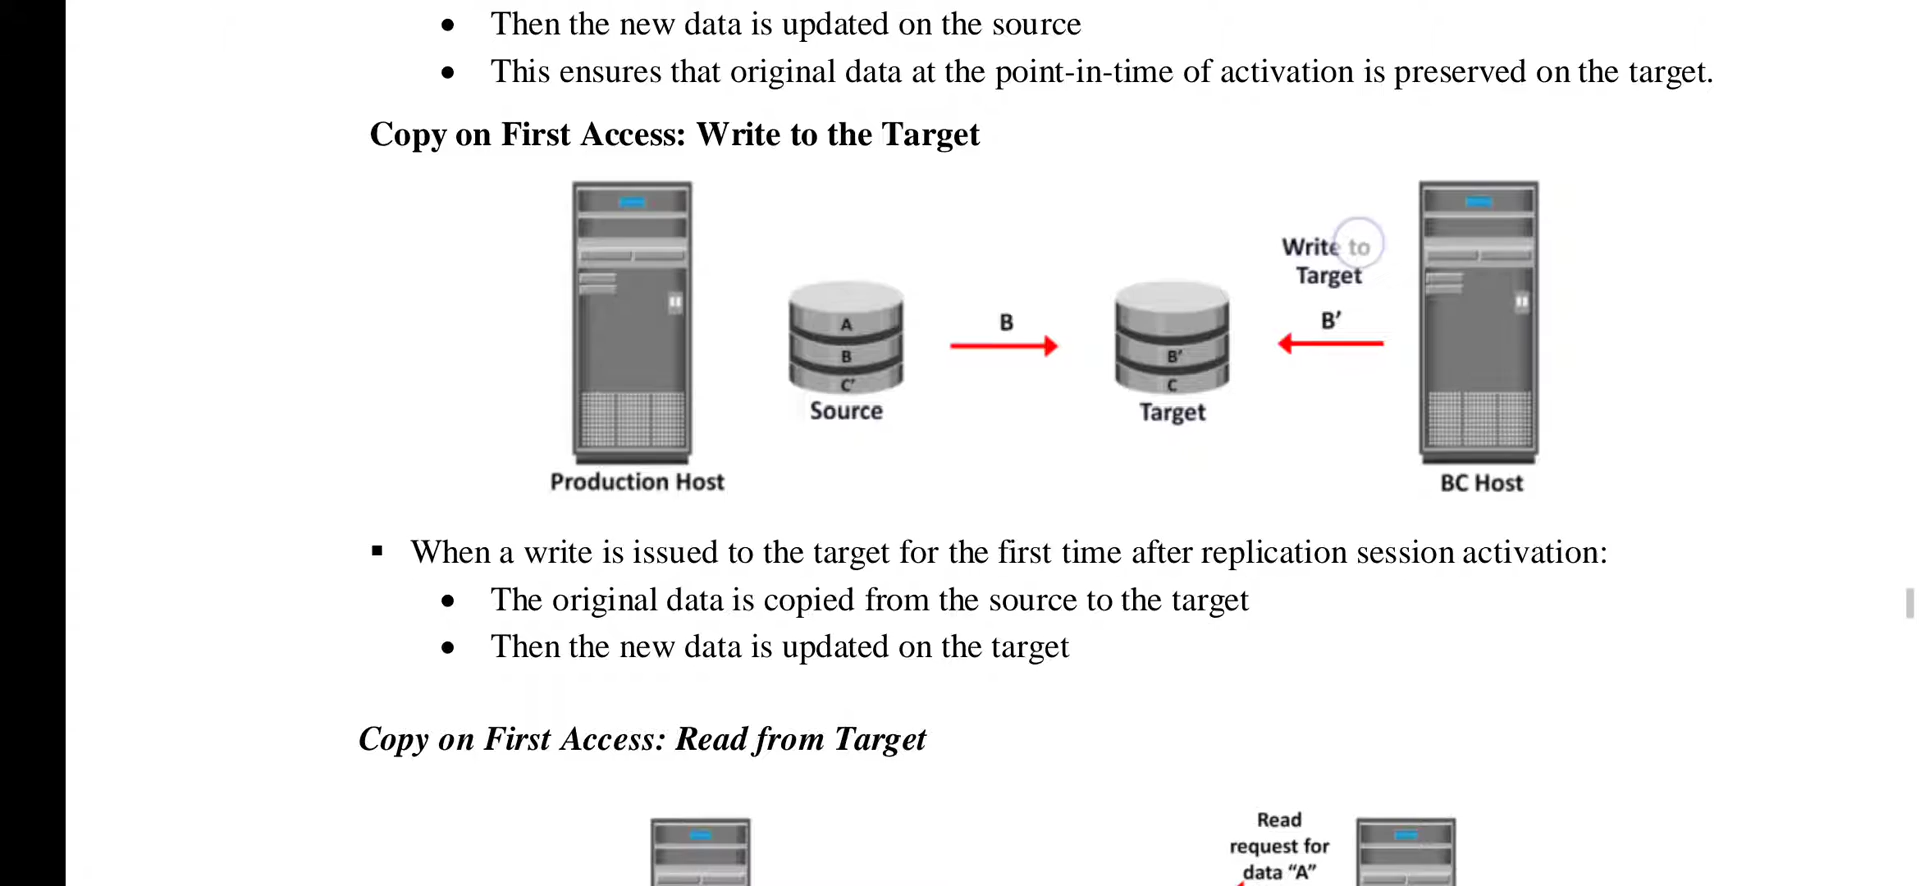 • Then the new data is updated on the source
• This ensures that original data at the point-in-time of activation is preserved on the target.
Copy on First Access: Write to the Target
Write to
Target
B
B’
A
B
C’
B’
C
Source
Target
Production Host
BC Host
▪ When a write is issued to the target for the first time after replication session activation:
• The original data is copied from the source to the target
• Then the new data is updated on the target
Copy on First Access: Read from Target
Read
request for
data “A”